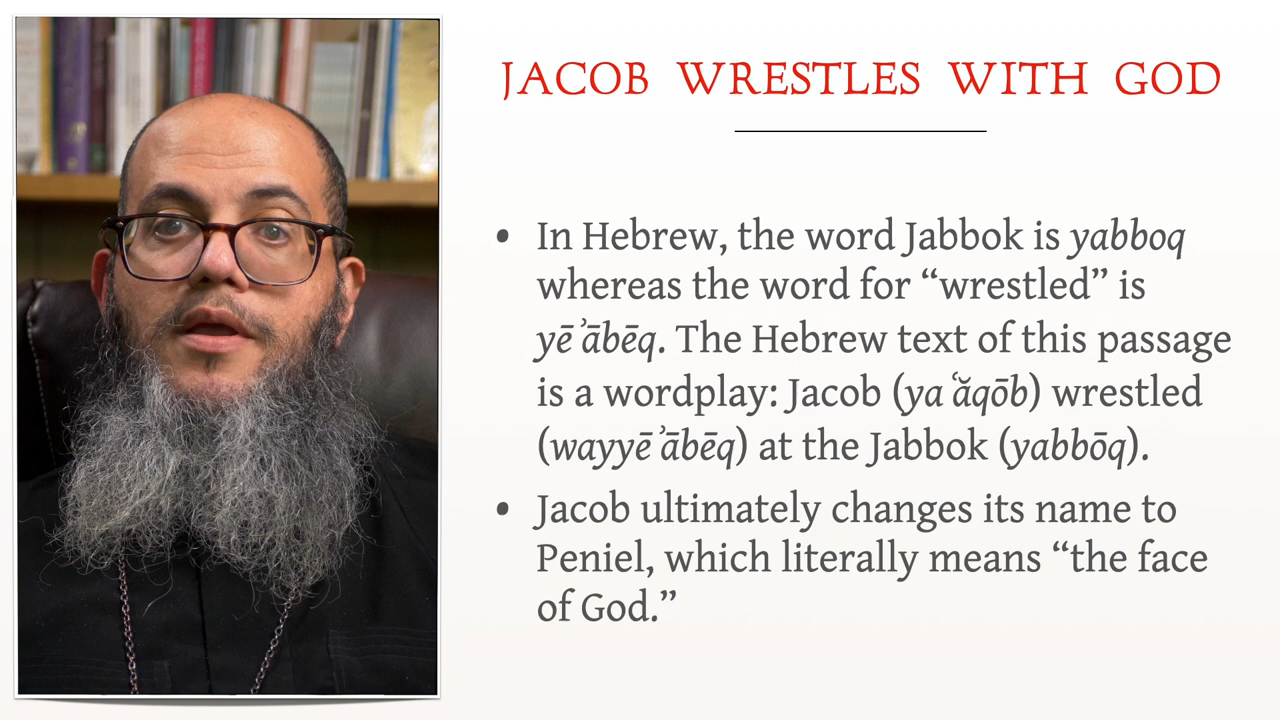 JACOB WRESTLES WITH GOD
• In Hebrew, the word Jabbok is yabboq
whereas the word for “wrestled” is
yēʾābēq. The Hebrew text of this passage
is a wordplay: Jacob (yaʿăqōb) wrestled
(wayyēʾābēq) at the Jabbok (yabbōq).
• Jacob ultimately changes its name to
Peniel, which literally means “the face
of God.”